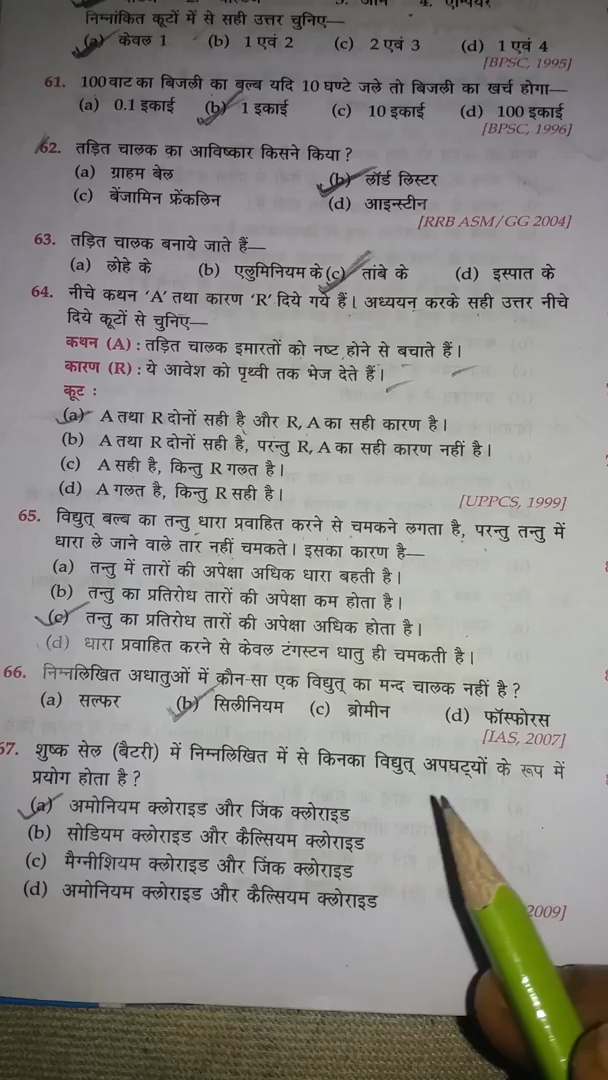 4. एम्पियर
निम्नांकित कूटों में से सही उत्तर चुनिए—
(a) केवल 1 (b) 1 एवं 2 (c) 2 एवं 3 (d) 1 एवं 4
[BPSC, 1995]
61. 100 वाट का बिजली का बल्ब यदि 10 घण्टे जले तो बिजली का खर्च होगा—
(a) 0.1 इकाई (b) 1 इकाई (c) 10 इकाई (d) 100 इकाई
[BPSC, 1996]
62. तड़ित चालक का आविष्कार किसने किया ?
(a) ग्राहम बेल (b) लॉर्ड लिस्टर
(c) बेंजामिन फ्रेंकलिन (d) आइन्स्टीन
[RRB ASM/GG 2004]
63. तड़ित चालक बनाये जाते हैं—
(a) लोहे के (b) एलुमिनियम के (c) तांबे के (d) इस्पात के
64. नीचे कथन ‘A’ तथा कारण ‘R’ दिये गये हैं। अध्ययन करके सही उत्तर नीचे
दिये कूटों से चुनिए—
कथन (A) : तड़ित चालक इमारतों को नष्ट होने से बचाते हैं।
कारण (R) : ये आवेश को पृथ्वी तक भेज देते हैं।
कूट :
(a) A तथा R दोनों सही है और R, A का सही कारण है।
(b) A तथा R दोनों सही है, परन्तु R, A का सही कारण नहीं है।
(c) A सही है, किन्तु R गलत है।
(d) A गलत है, किन्तु R सही है।
[UPPCS, 1999]
65. विद्युत् बल्ब का तन्तु धारा प्रवाहित करने से चमकने लगता है, परन्तु तन्तु में
धारा ले जाने वाले तार नहीं चमकते। इसका कारण है—
(a) तन्तु में तारों की अपेक्षा अधिक धारा बहती है।
(b) तन्तु का प्रतिरोध तारों की अपेक्षा कम होता है।
(c) तन्तु का प्रतिरोध तारों की अपेक्षा अधिक होता है।
(d) धारा प्रवाहित करने से केवल टंगस्टन धातु ही चमकती है।
66. निम्नलिखित अधातुओं में कौन-सा एक विद्युत् का मन्द चालक नहीं है ?
(a) सल्फर (b) सिलीनियम (c) ब्रोमीन (d) फॉस्फोरस
[IAS, 2007]
67. शुष्क सेल (बैटरी) में निम्नलिखित में से किनका विद्युत् अपघट्यों के रूप में
प्रयोग होता है ?
(a) अमोनियम क्लोराइड और जिंक क्लोराइड
(b) सोडियम क्लोराइड और कैल्सियम क्लोराइड
(c) मैग्नीशियम क्लोराइड और जिंक क्लोराइड
(d) अमोनियम क्लोराइड और कैल्सियम क्लोराइड
2009]